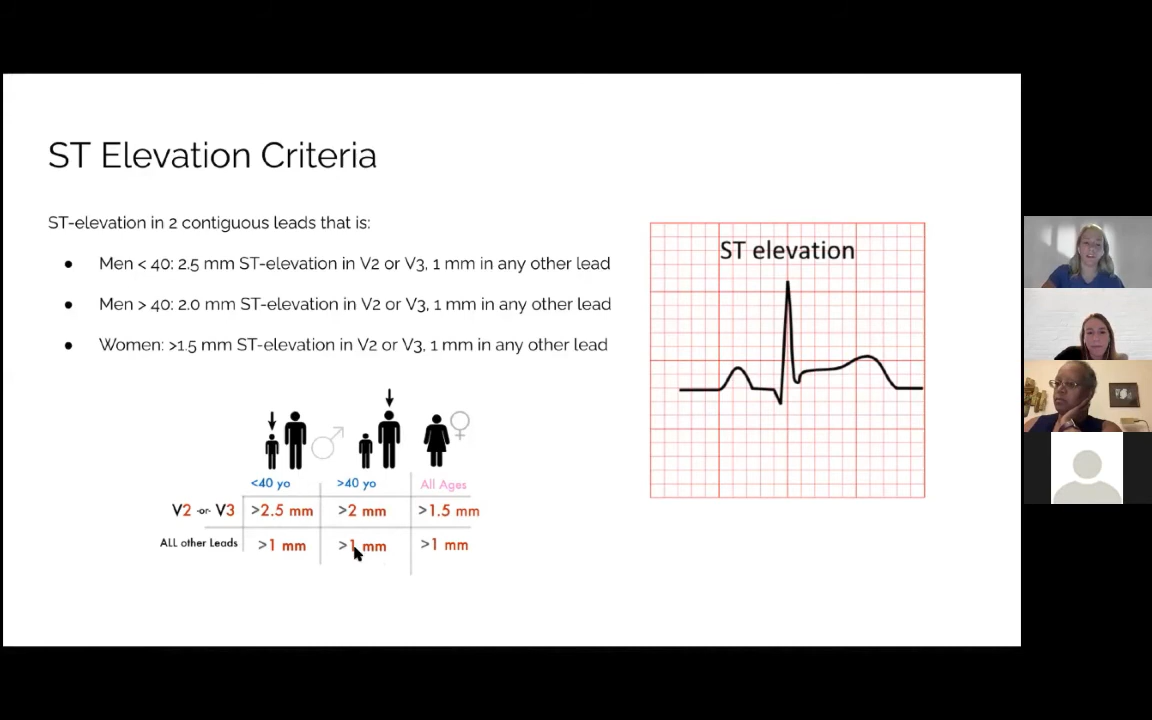 ST Elevation Criteria
ST-elevation in 2 contiguous leads that is:
● Men < 40: 2.5 mm ST-elevation in V2 or V3, 1 mm in any other lead
● Men > 40: 2.0 mm ST-elevation in V2 or V3, 1 mm in any other lead
● Women: >1.5 mm ST-elevation in V2 or V3, 1 mm in any other lead
ST elevation
<40 yo >40 yo All Ages
V2 -or- V3 >2.5 mm >2 mm >1.5 mm
ALL other Leads >1 mm >1 mm >1 mm